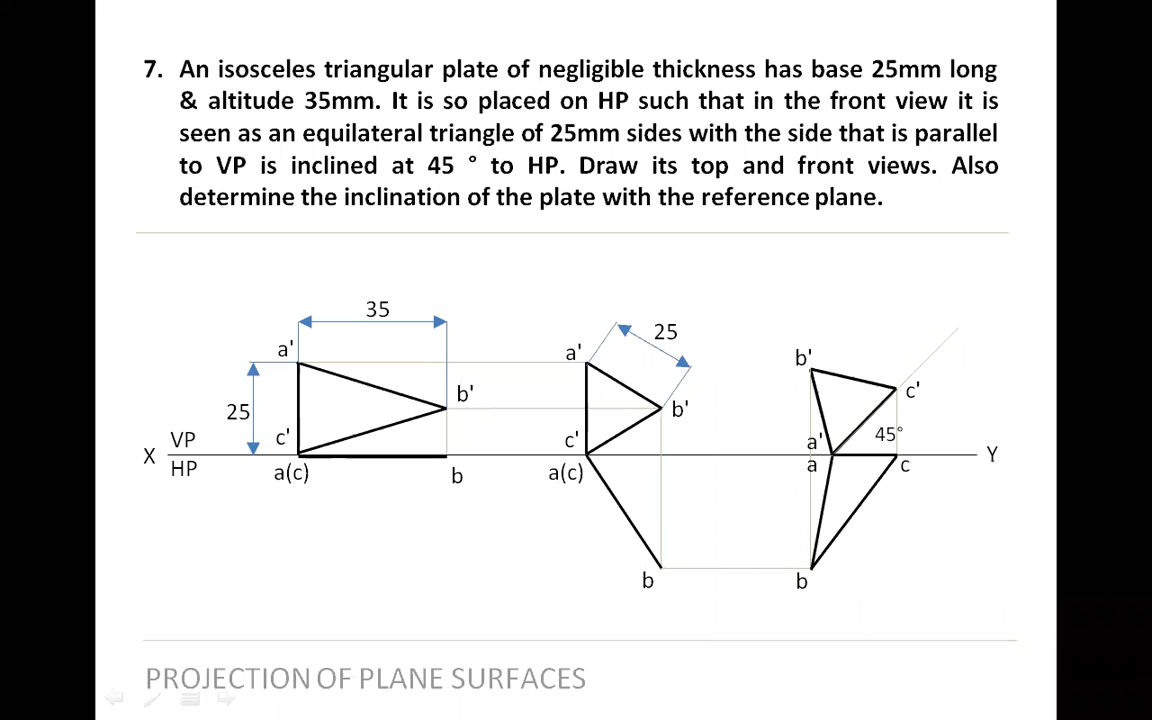 7. An isosceles triangular plate of negligible thickness has base 25mm long
& altitude 35mm. It is so placed on HP such that in the front view it is
seen as an equilateral triangle of 25mm sides with the side that is parallel
to VP is inclined at 45 ° to HP. Draw its top and front views. Also
determine the inclination of the plate with the reference plane.
35
25
a'
b'
c'
25
X
VP
HP
a(c)
b
a'
25
b'
c'
a(c)
b
b'
c'
45°
a'
a
c
b
Y
PROJECTION OF PLANE SURFACES